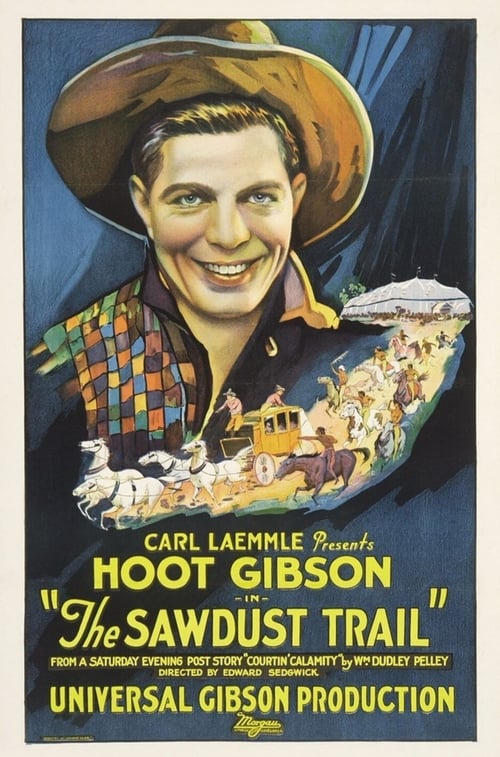 CARL LAEMMLE Presents
HOOT GIBSON
-IN-
"The SAWDUST TRAIL"
FROM A SATURDAY EVENING POST STORY "COURTIN' CALAMITY" by WM DUDLEY PELLEY
DIRECTED BY EDWARD SEDGWICK
UNIVERSAL GIBSON PRODUCTION
Morgan